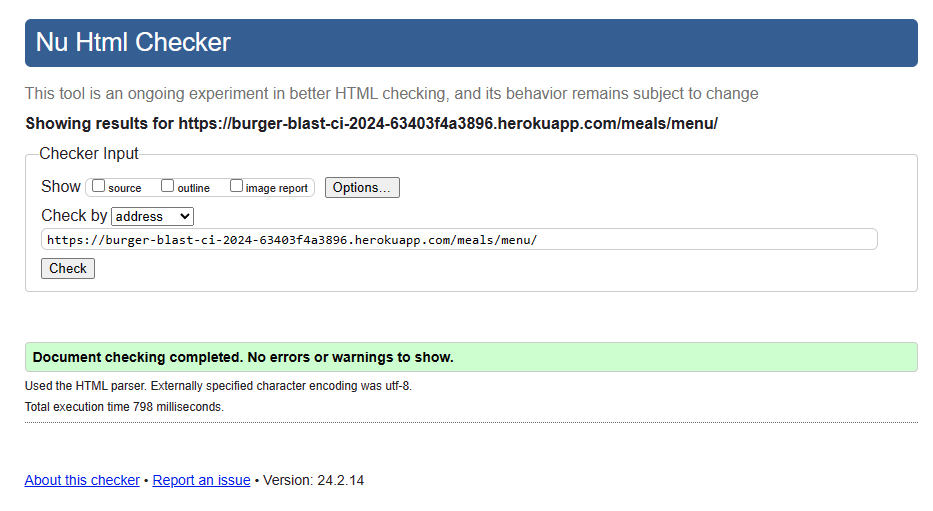 Nu Html Checker
This tool is an ongoing experiment in better HTML checking, and its behavior remains subject to change
Showing results for https://burger-blast-ci-2024-63403f4a3896.herokuapp.com/meals/menu/
Checker Input
Show source outline image report Options...
Check by address
https://burger-blast-ci-2024-63403f4a3896.herokuapp.com/meals/menu/
Check
Document checking completed. No errors or warnings to show.
Used the HTML parser. Externally specified character encoding was utf-8.
Total execution time 798 milliseconds.
About this checker • Report an issue • Version: 24.2.14